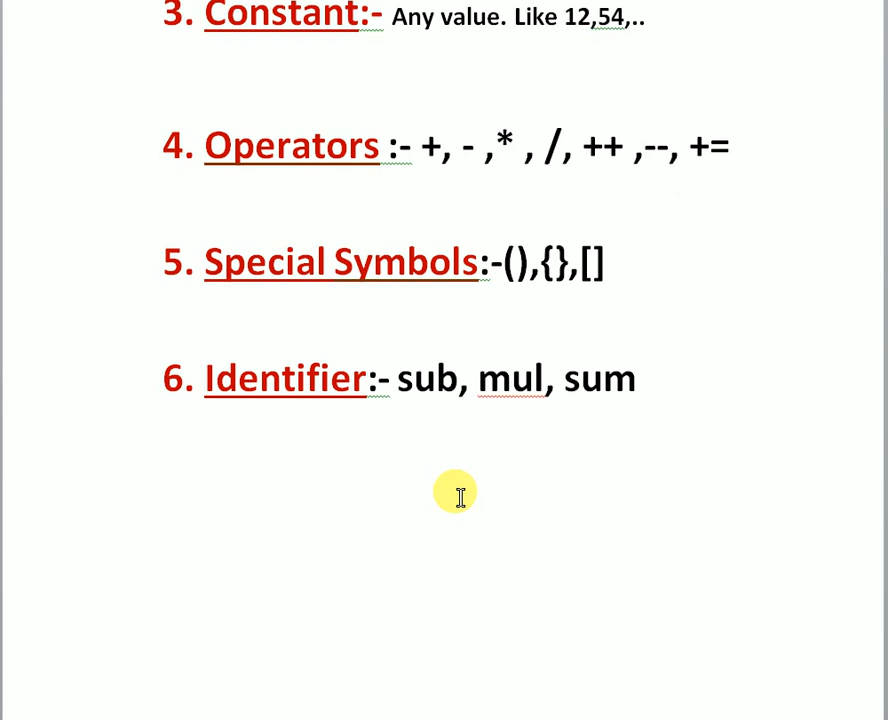 3. Constant:- Any value. Like 12,54,..
4. Operators :- +, - ,* , /, ++ ,--, +=
5. Special Symbols:-(),{},[]
6. Identifier:- sub, mul, sum